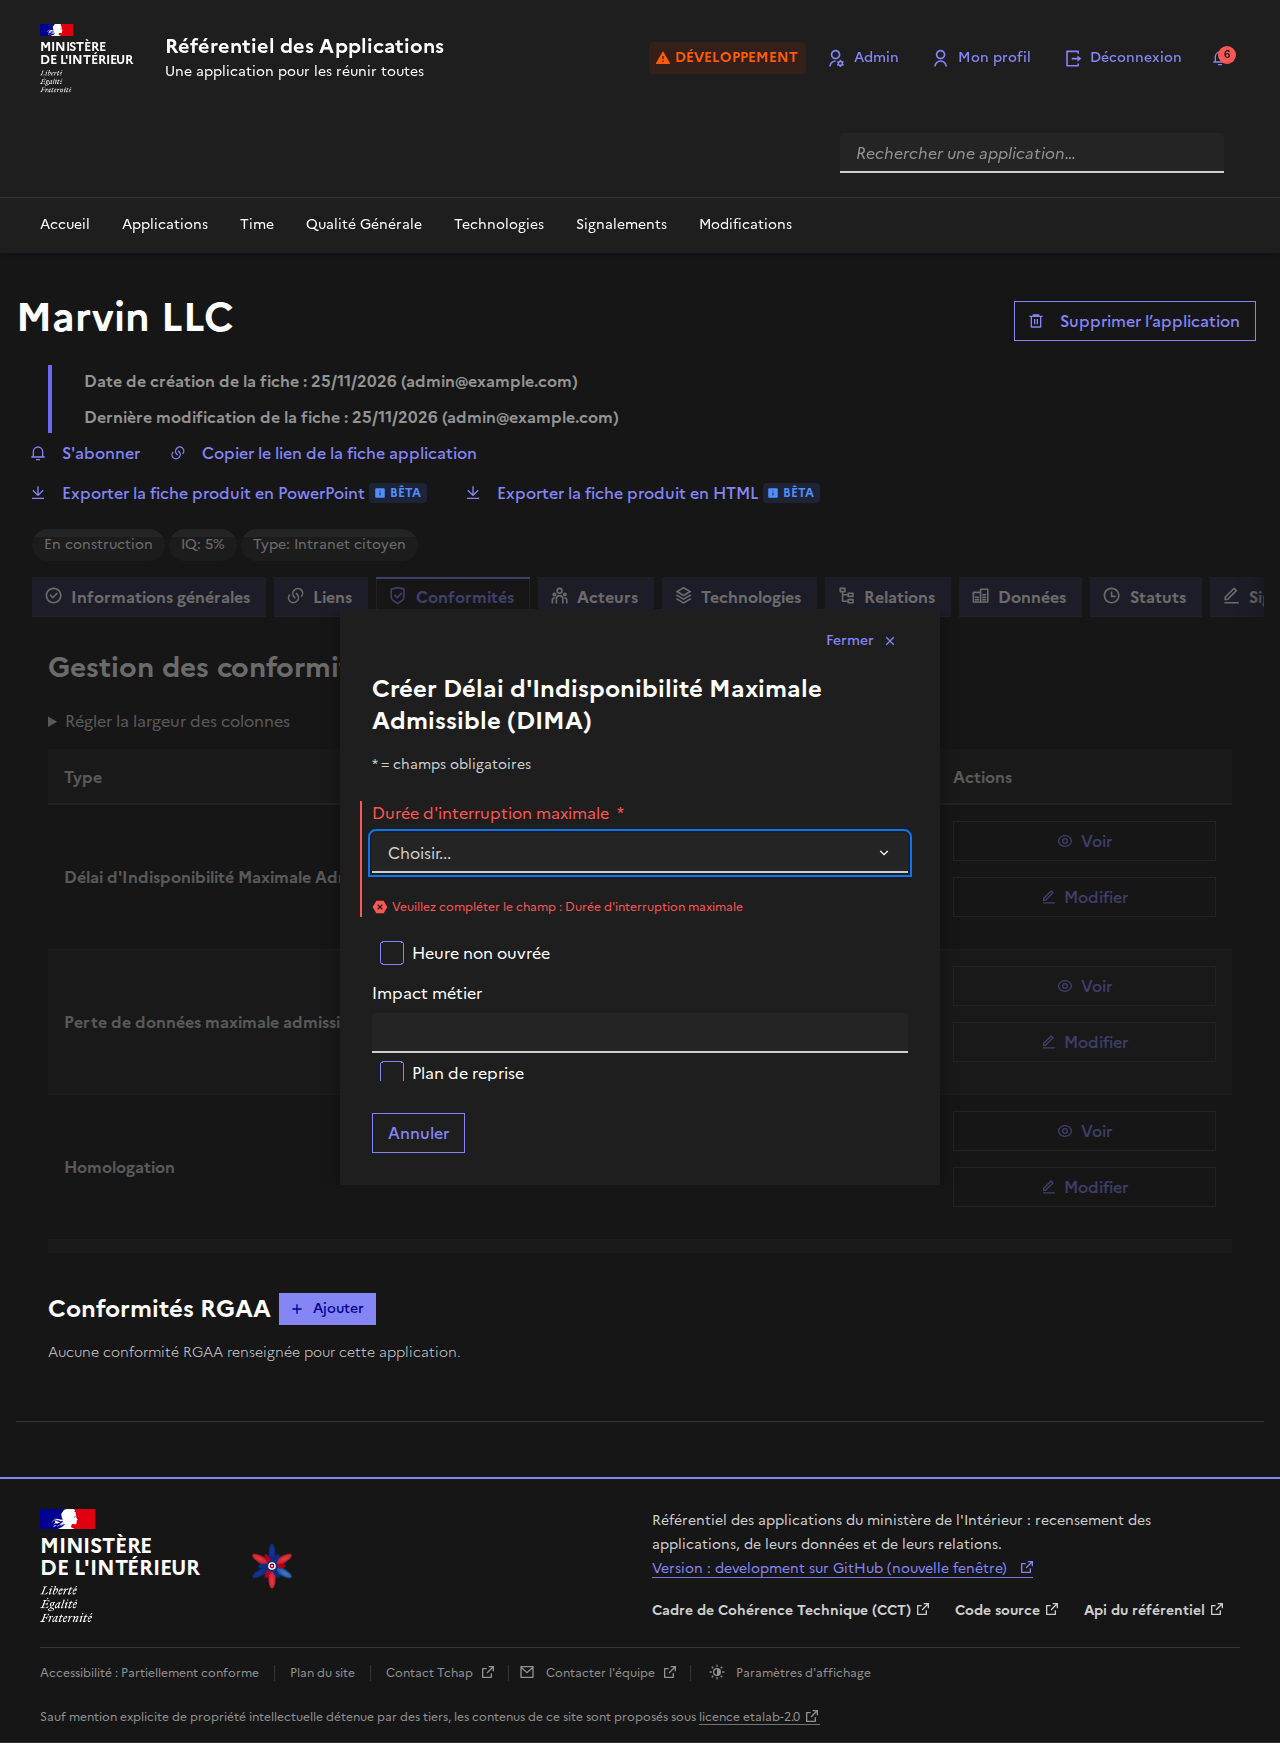 MINISTÈRE
DE L'INTÉRIEUR
Liberté
Égalité
Fraternité
Référentiel des Applications
Une application pour les réunir toutes
DÉVELOPPEMENT
Admin
Mon profil
Déconnexion
6
Rechercher une application...
Accueil
Applications
Time
Qualité Générale
Technologies
Signalements
Modifications
Marvin LLC
Supprimer l’application
Date de création de la fiche : 25/11/2026 (admin@example.com)
Dernière modification de la fiche : 25/11/2026 (admin@example.com)
S'abonner
Copier le lien de la fiche application
Exporter la fiche produit en PowerPoint BÊTA
Exporter la fiche produit en HTML BÊTA
En construction
IQ: 5%
Type: Intranet citoyen
Informations générales
Liens
Conformités
Acteurs
Technologies
Relations
Données
Statuts
Gestion des
Régler la largeur des colonnes
Type
Actions
Délai d'Indisponibilité Maximale
Voir
Modifier
Perte de données maximale
Voir
Modifier
Homologation
Voir
Modifier
Fermer
Créer Délai d'Indisponibilité Maximale
Admissible (DIMA)
* = champs obligatoires
Durée d'interruption maximale *
Choisir...
Veuillez compléter le champ : Durée d'interruption maximale
Heure non ouvrée
Impact métier
Plan de reprise
Annuler
Conformités RGAA
Ajouter
Aucune conformité RGAA renseignée pour cette application.
MINISTÈRE
DE L'INTÉRIEUR
Liberté
Égalité
Fraternité
Référentiel des applications du ministère de l'Intérieur : recensement des
applications, de leurs données et de leurs relations.
Version : development sur GitHub (nouvelle fenêtre)
Cadre de Cohérence Technique (CCT)
Code source
Api du référentiel
Accessibilité : Partiellement conforme
Plan du site
Contact Tchap
Contacter l'équipe
Paramètres d'affichage
Sauf mention explicite de propriété intellectuelle détenue par des tiers, les contenus de ce site sont proposés sous licence etalab-2.0